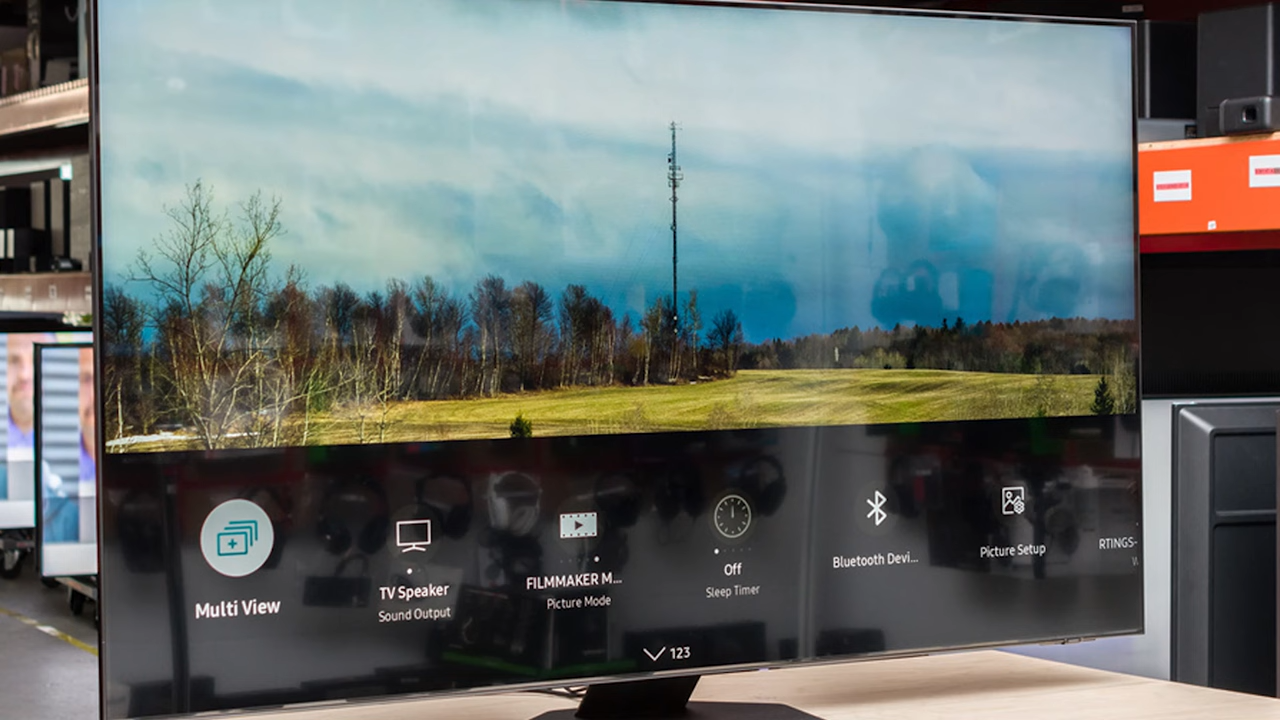 Multi View
TV Speaker
Sound Output
FILMMAKER M...
Picture Mode
Off
Sleep Timer
Bluetooth Devi...
Picture Setup
RTINGS-
123